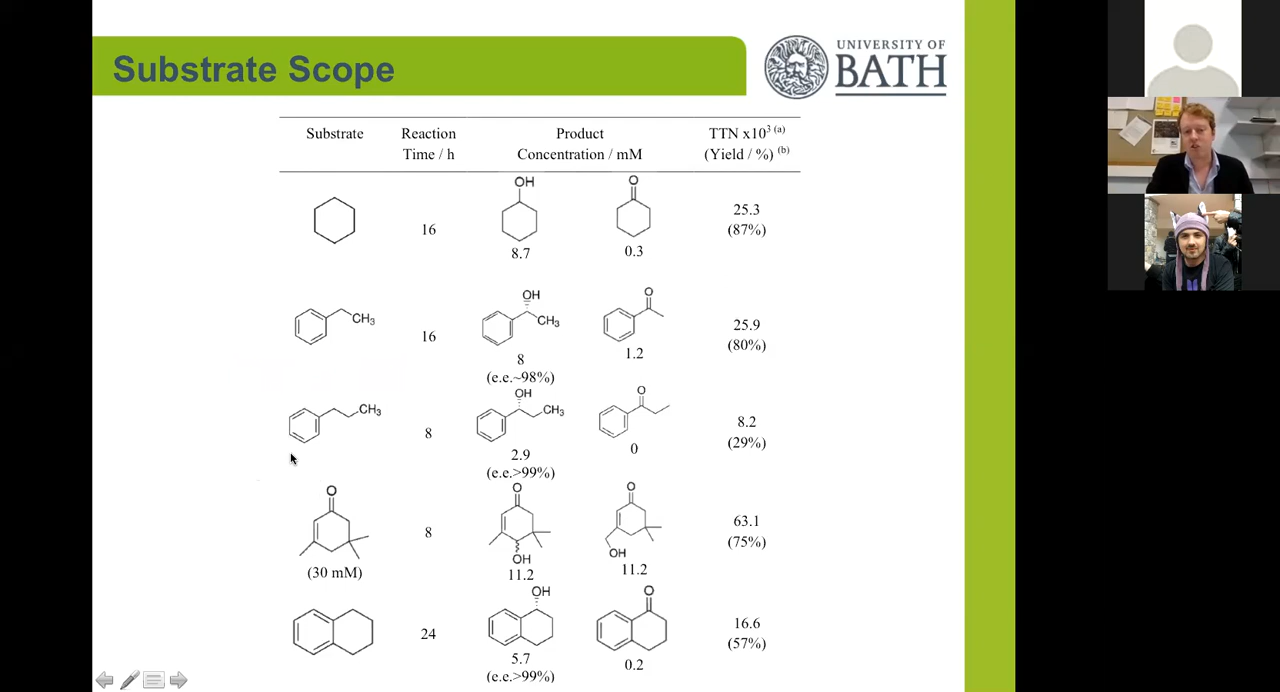 Substrate Scope
UNIVERSITY OF
BATH
Substrate
Reaction
Time / h
Product
Concentration / mM
TTN x10³ (a)
(Yield / %) (b)
OH
O
16
8.7
0.3
25.3
(87%)
CH₃
OH
CH₃
O
16
8
(e.e.~98%)
1.2
25.9
(80%)
CH₃
OH
CH₃
O
8
2.9
(e.e.>99%)
0
8.2
(29%)
O
(30 mM)
8
O
OH
11.2
O
OH
11.2
63.1
(75%)
24
OH
5.7
(e.e.>99%)
O
0.2
16.6
(57%)